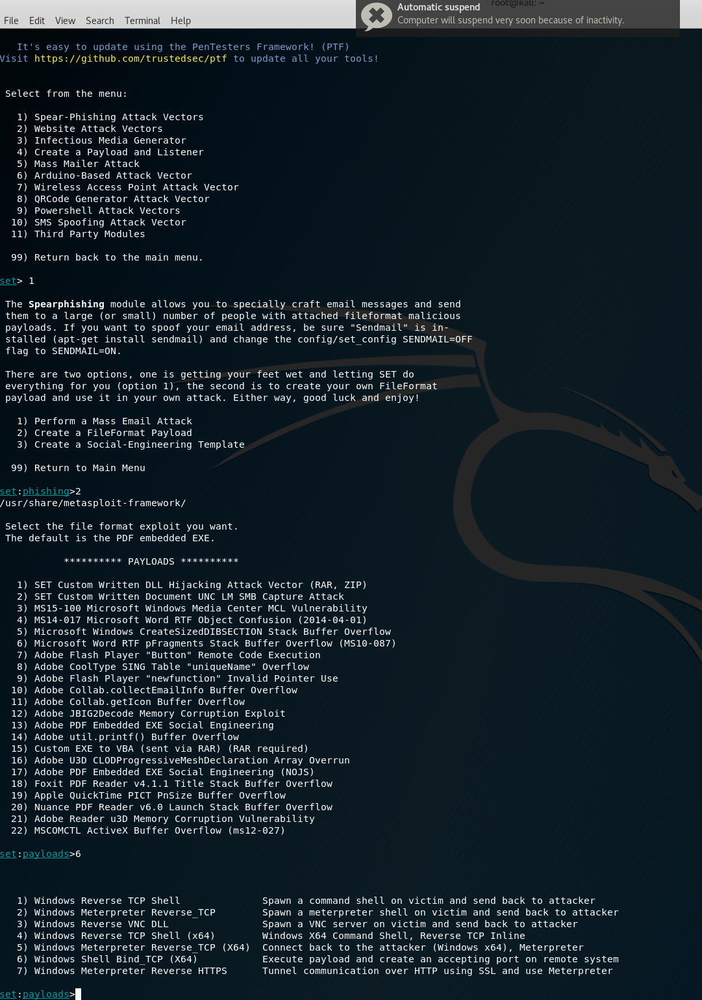 root@kali: ~
Automatic suspend
Computer will suspend very soon because of inactivity.
File Edit View Search Terminal Help
It's easy to update using the PenTesters Framework! (PTF)
Visit https://github.com/trustedsec/ptf to update all your tools!
Select from the menu:
1) Spear-Phishing Attack Vectors
2) Website Attack Vectors
3) Infectious Media Generator
4) Create a Payload and Listener
5) Mass Mailer Attack
6) Arduino-Based Attack Vector
7) Wireless Access Point Attack Vector
8) QRCode Generator Attack Vector
9) Powershell Attack Vectors
10) SMS Spoofing Attack Vector
11) Third Party Modules
99) Return back to the main menu.
set> 1
The Spearphishing module allows you to specially craft email messages and send
them to a large (or small) number of people with attached fileformat malicious
payloads. If you want to spoof your email address, be sure "Sendmail" is in-
stalled (apt-get install sendmail) and change the config/set_config SENDMAIL=OFF
flag to SENDMAIL=ON.
There are two options, one is getting your feet wet and letting SET do
everything for you (option 1), the second is to create your own FileFormat
payload and use it in your own attack. Either way, good luck and enjoy!
1) Perform a Mass Email Attack
2) Create a FileFormat Payload
3) Create a Social-Engineering Template
99) Return to Main Menu
set:phishing>2
/usr/share/metasploit-framework/
Select the file format exploit you want.
The default is the PDF embedded EXE.
********** PAYLOADS **********
1) SET Custom Written DLL Hijacking Attack Vector (RAR, ZIP)
2) SET Custom Written Document UNC LM SMB Capture Attack
3) MS15-100 Microsoft Windows Media Center MCL Vulnerability
4) MS14-017 Microsoft Word RTF Object Confusion (2014-04-01)
5) Microsoft Windows CreateSizedDIBSECTION Stack Buffer Overflow
6) Microsoft Word RTF pFragments Stack Buffer Overflow (MS10-087)
7) Adobe Flash Player "Button" Remote Code Execution
8) Adobe CoolType SING Table "uniqueName" Overflow
9) Adobe Flash Player "newfunction" Invalid Pointer Use
10) Adobe Collab.collectEmailInfo Buffer Overflow
11) Adobe Collab.getIcon Buffer Overflow
12) Adobe JBIG2Decode Memory Corruption Exploit
13) Adobe PDF Embedded EXE Social Engineering
14) Adobe util.printf() Buffer Overflow
15) Custom EXE to VBA (sent via RAR) (RAR required)
16) Adobe U3D CLODProgressiveMeshDeclaration Array Overrun
17) Adobe PDF Embedded EXE Social Engineering (NOJS)
18) Foxit PDF Reader v4.1.1 Title Stack Buffer Overflow
19) Apple QuickTime PICT PnSize Buffer Overflow
20) Nuance PDF Reader v6.0 Launch Stack Buffer Overflow
21) Adobe Reader u3D Memory Corruption Vulnerability
22) MSCOMCTL ActiveX Buffer Overflow (ms12-027)
set:payloads>6
1) Windows Reverse TCP Shell Spawn a command shell on victim and send back to attacker
2) Windows Meterpreter Reverse_TCP Spawn a meterpreter shell on victim and send back to attacker
3) Windows Reverse VNC DLL Spawn a VNC server on victim and send back to attacker
4) Windows Reverse TCP Shell (x64) Windows X64 Command Shell, Reverse TCP Inline
5) Windows Meterpreter Reverse_TCP (X64) Connect back to the attacker (Windows x64), Meterpreter
6) Windows Shell Bind_TCP (X64) Execute payload and create an accepting port on remote system
7) Windows Meterpreter Reverse HTTPS Tunnel communication over HTTP using SSL and use Meterpreter
set:payloads>